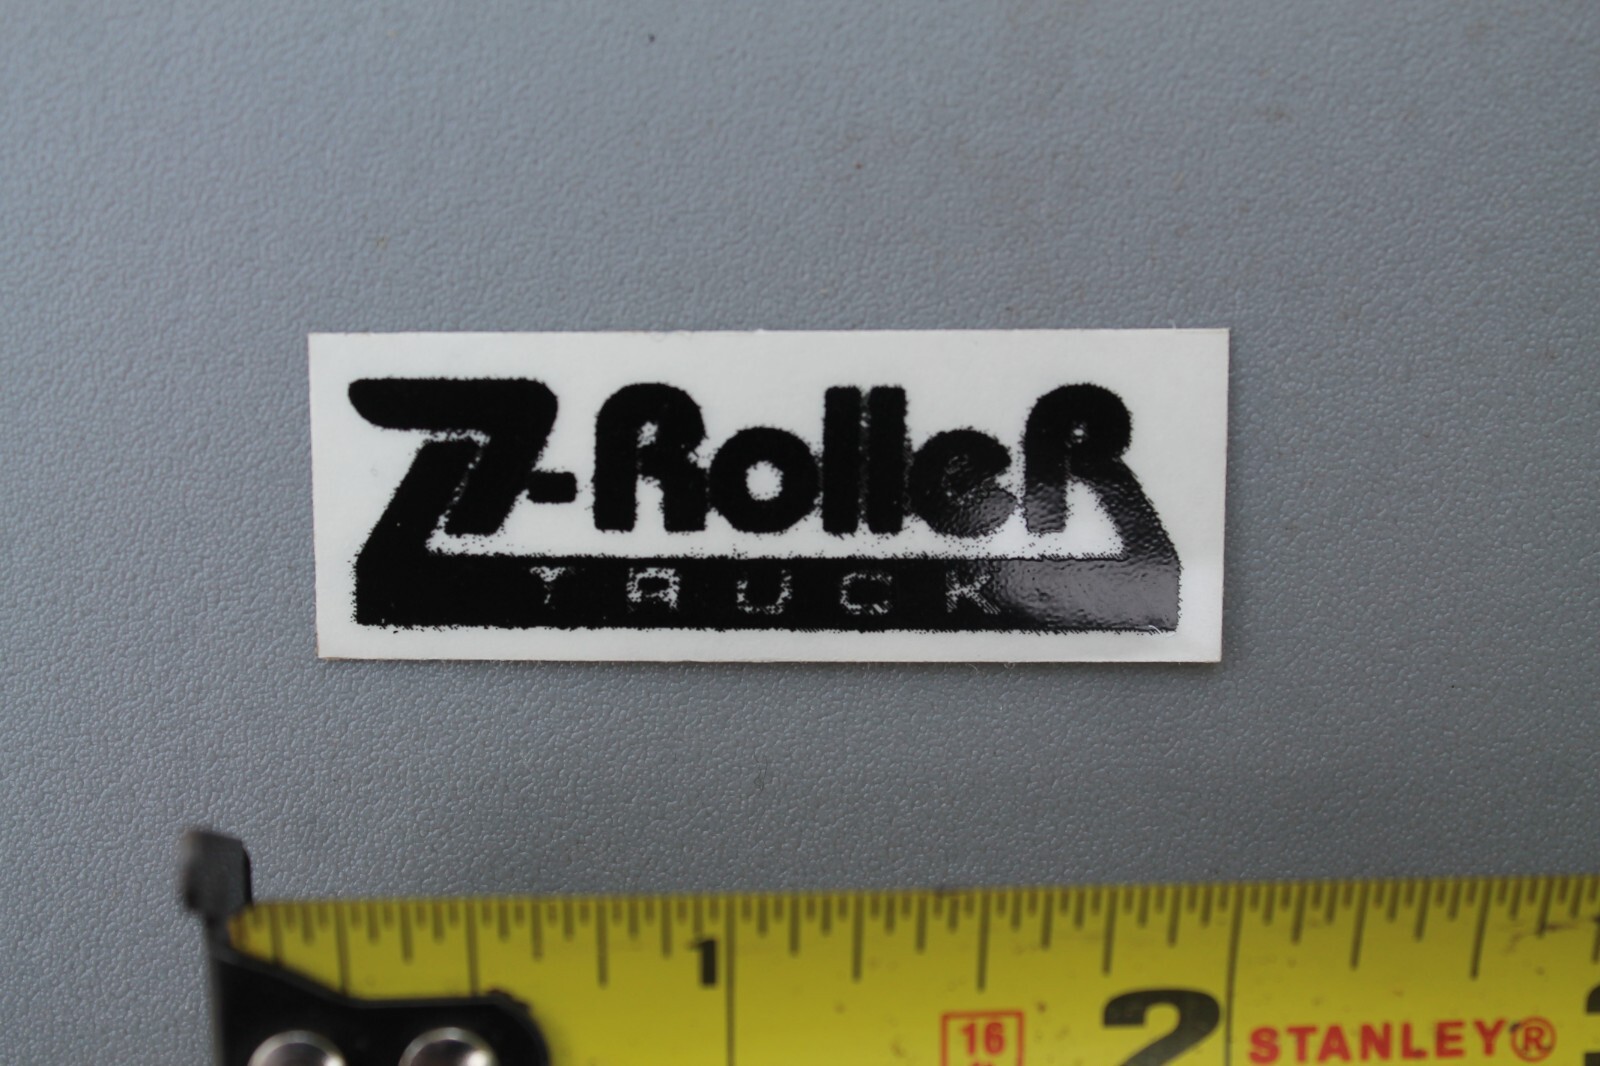 Z-RolleR
TRUCK
1
2
16
STANLEY®